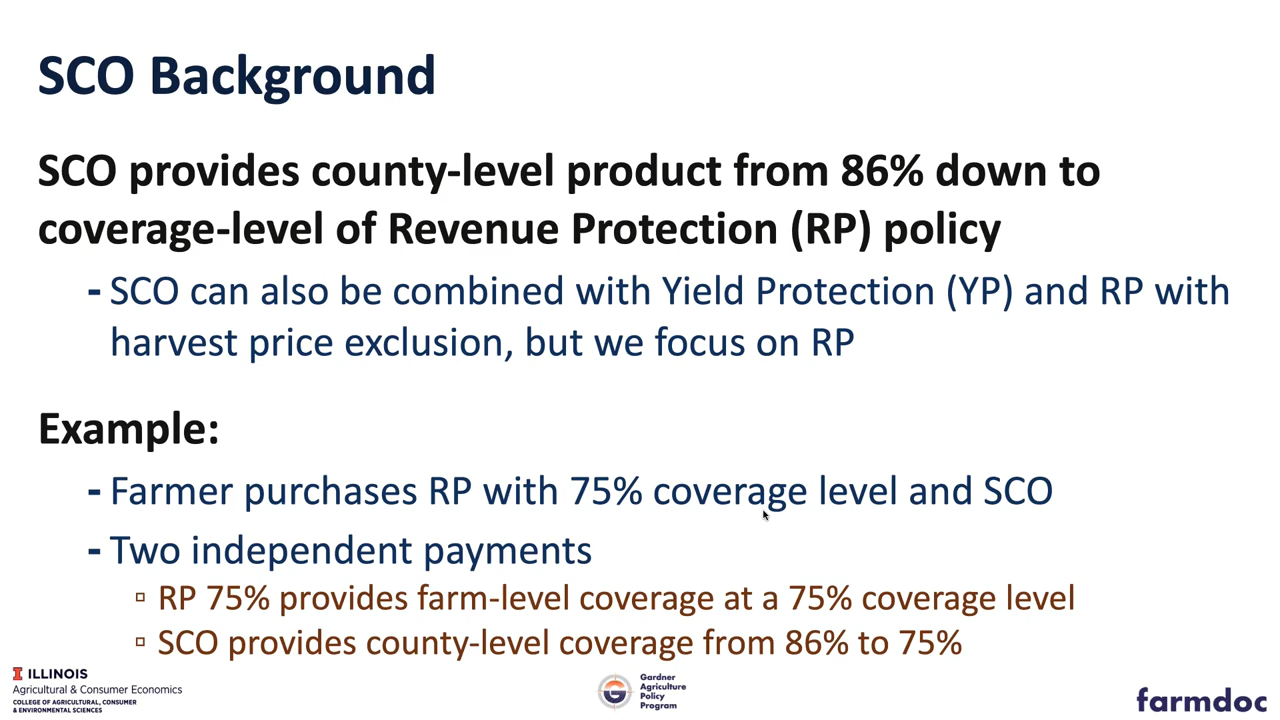 SCO Background
SCO provides county-level product from 86% down to
coverage-level of Revenue Protection (RP) policy
- SCO can also be combined with Yield Protection (YP) and RP with
harvest price exclusion, but we focus on RP
Example:
- Farmer purchases RP with 75% coverage level and SCO
- Two independent payments
▫ RP 75% provides farm-level coverage at a 75% coverage level
▫ SCO provides county-level coverage from 86% to 75%
I ILLINOIS
Agricultural & Consumer Economics
COLLEGE OF AGRICULTURAL, CONSUMER
& ENVIRONMENTAL SCIENCES
Gardner
Agriculture
Policy
Program
farmdoc